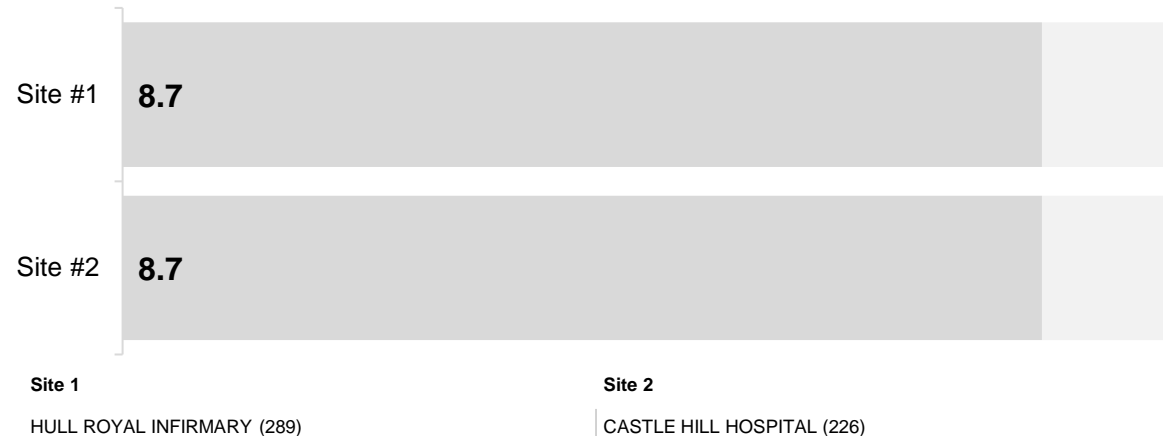 Site #1 8.7
Site #2 8.7
Site 1 Site 2
HULL ROYAL INFIRMARY (289) CASTLE HILL HOSPITAL (226)